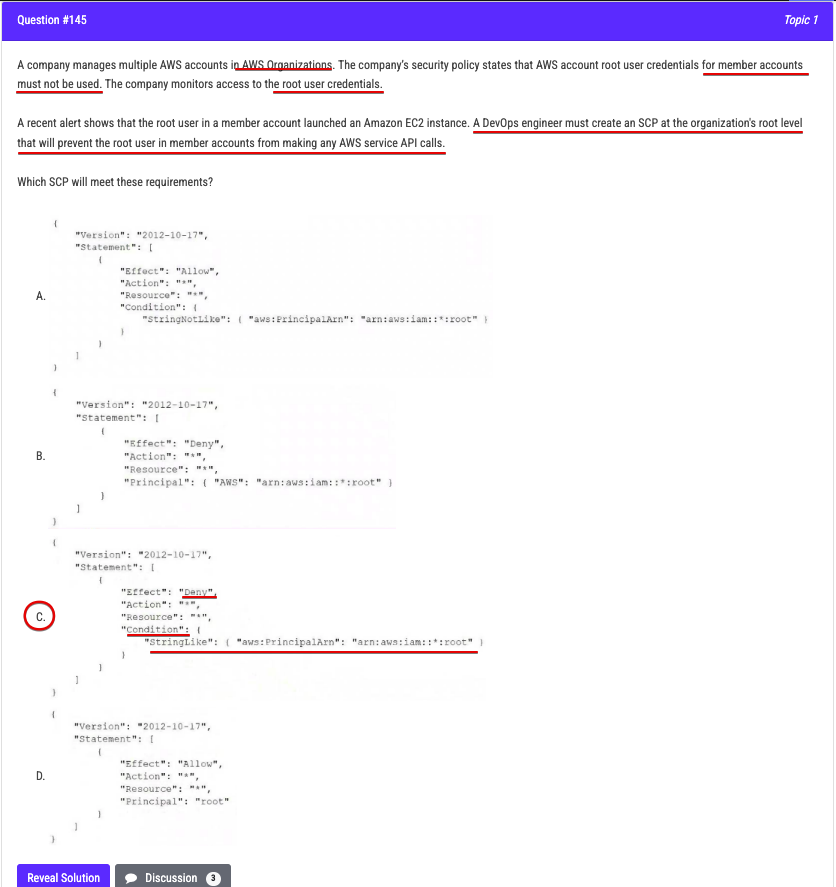 Question #145
Topic 1
A company manages multiple AWS accounts in AWS Organizations. The company's security policy states that AWS account root user credentials for member accounts
must not be used. The company monitors access to the root user credentials.
A recent alert shows that the root user in a member account launched an Amazon EC2 instance. A DevOps engineer must create an SCP at the organization's root level
that will prevent the root user in member accounts from making any AWS service API calls.
Which SCP will meet these requirements?
A.
{
"Version": "2012-10-17",
"Statement": [
{
"Effect": "Allow",
"Action": "*",
"Resource": "*",
"Condition": {
"StringNotLike": { "aws:PrincipalArn": "arn:aws:iam::*:root" }
}
}
]
}
B.
{
"Version": "2012-10-17",
"Statement": [
{
"Effect": "Deny",
"Action": "*",
"Resource": "*",
"Principal": { "AWS": "arn:aws:iam::*:root" }
}
]
}
C.
{
"Version": "2012-10-17",
"Statement": [
{
"Effect": "Deny",
"Action": "*",
"Resource": "*",
"Condition": {
"StringLike": { "aws:PrincipalArn": "arn:aws:iam::*:root" }
}
}
]
}
D.
{
"Version": "2012-10-17",
"Statement": [
{
"Effect": "Allow",
"Action": "*",
"Resource": "*",
"Principal": "root"
}
]
}
Reveal Solution
Discussion 3